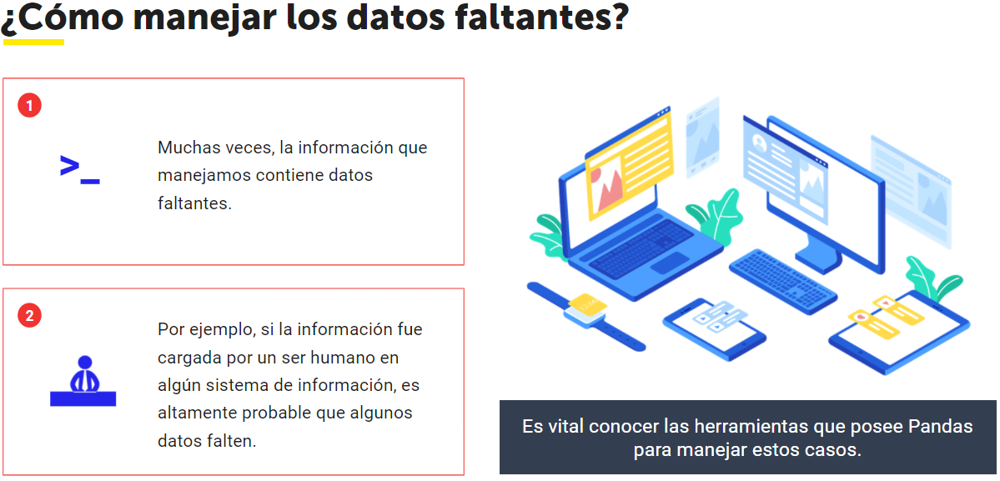 ¿Cómo manejar los datos faltantes?
1
>_
Muchas veces, la información que
manejamos contiene datos
faltantes.
2
Por ejemplo, si la información fue
cargada por un ser humano en
algún sistema de información, es
altamente probable que algunos
datos falten.
Es vital conocer las herramientas que posee Pandas
para manejar estos casos.